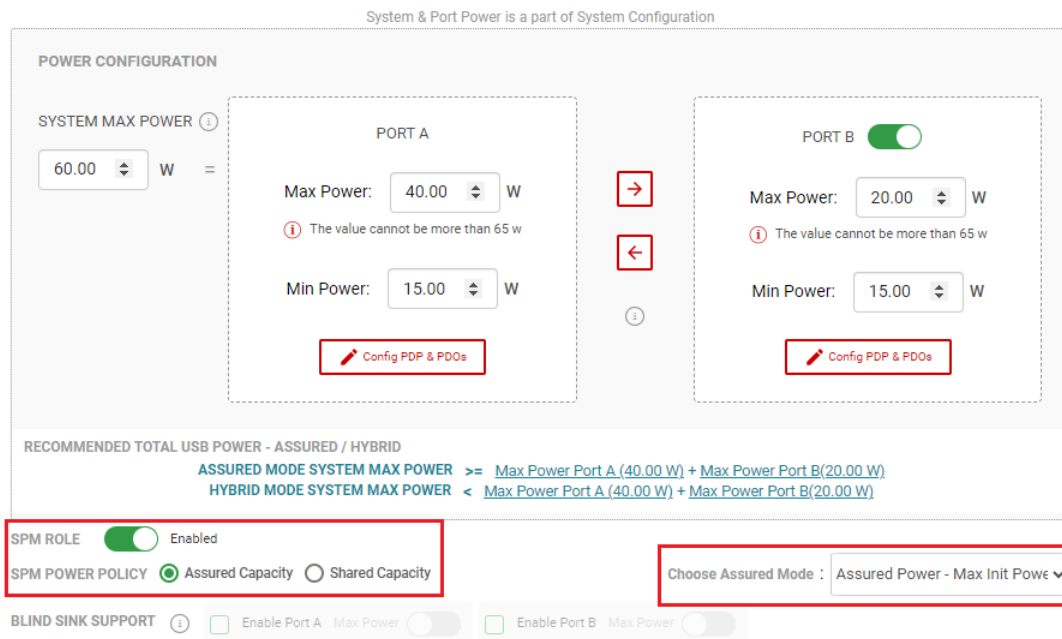 System & Port Power is a part of System Configuration
POWER CONFIGURATION
SYSTEM MAX POWER
60.00 W =
PORT A
Max Power: 40.00 W
The value cannot be more than 65 w
Min Power: 15.00 W
Config PDP & PDOs
PORT B
Max Power: 20.00 W
The value cannot be more than 65 w
Min Power: 15.00 W
Config PDP & PDOs
RECOMMENDED TOTAL USB POWER - ASSURED / HYBRID
ASSURED MODE SYSTEM MAX POWER >= Max Power Port A (40.00 W) + Max Power Port B(20.00 W)
HYBRID MODE SYSTEM MAX POWER < Max Power Port A (40.00 W) + Max Power Port B(20.00 W)
SPM ROLE Enabled
SPM POWER POLICY Assured Capacity Shared Capacity
Choose Assured Mode : Assured Power - Max Init Powe
BLIND SINK SUPPORT Enable Port A Max Power Enable Port B Max Power